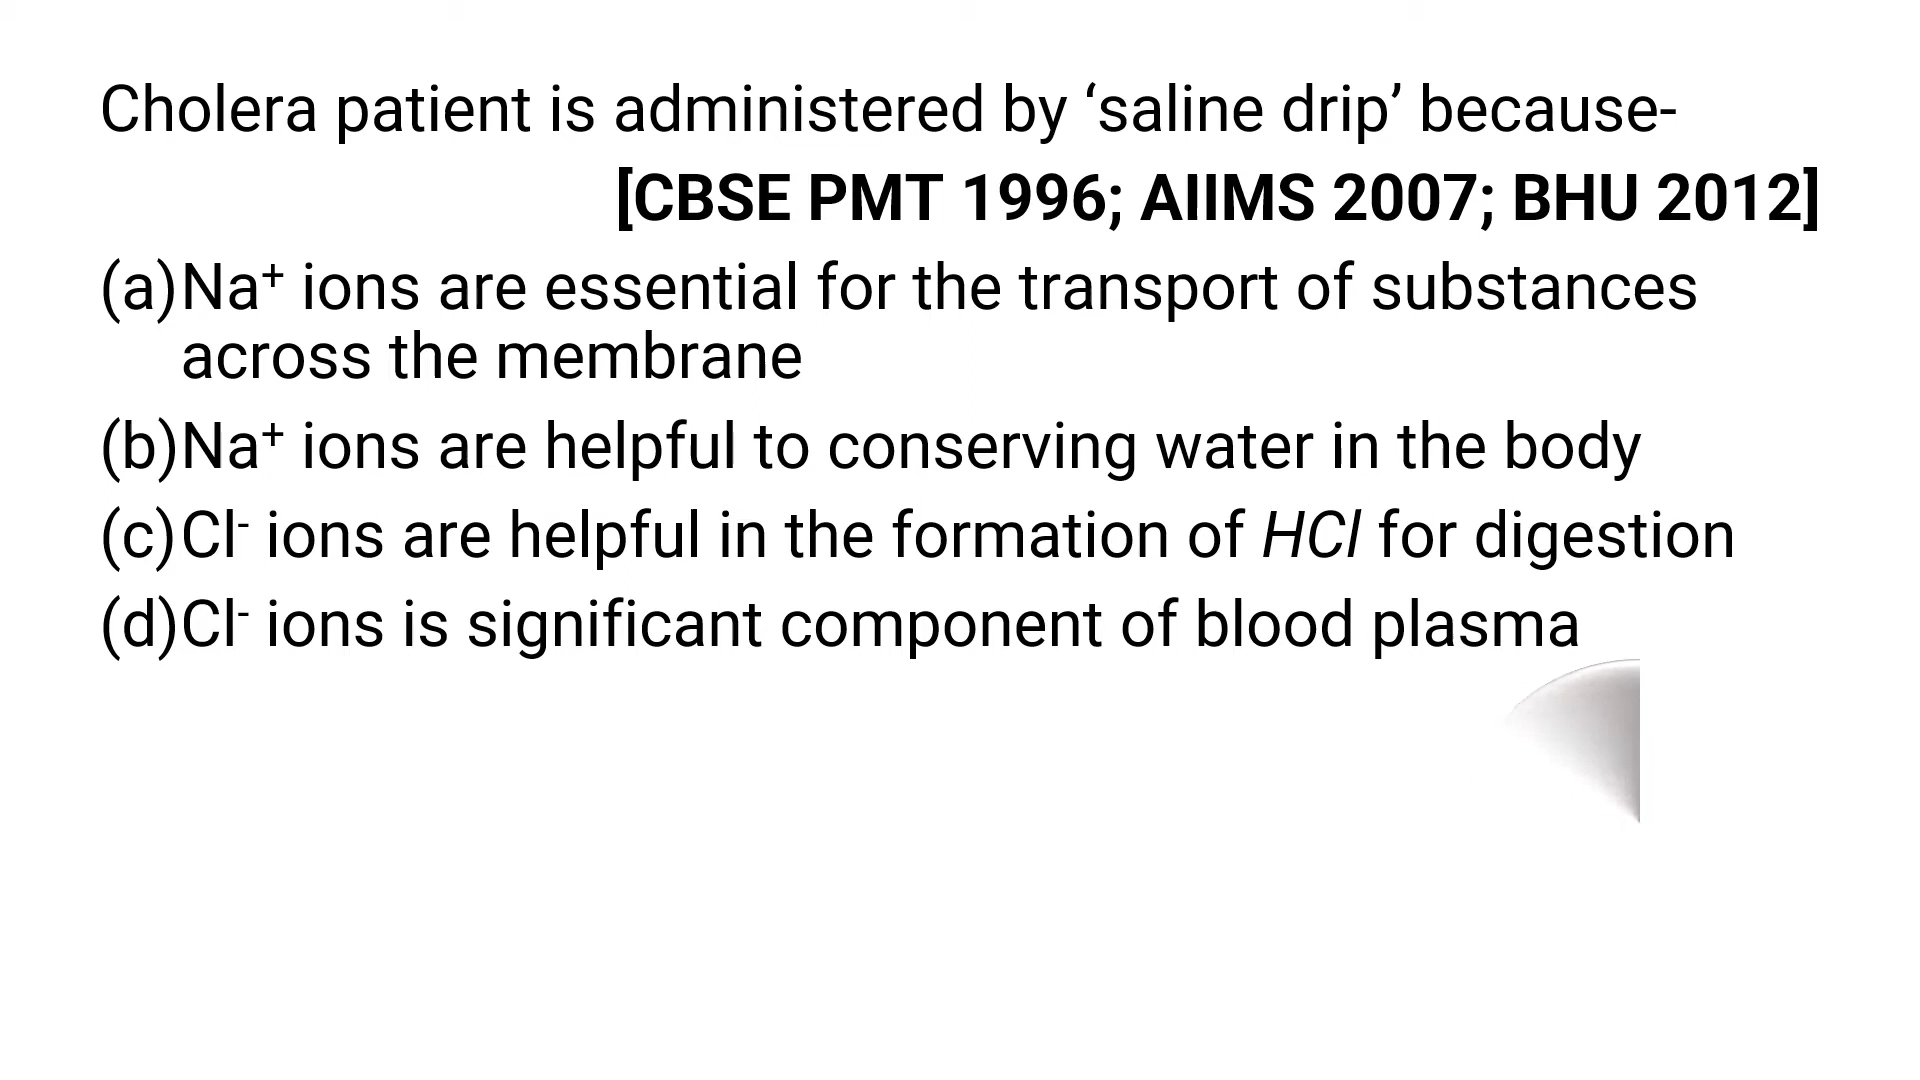 Cholera patient is administered by ‘saline drip’ because-
[CBSE PMT 1996; AIIMS 2007; BHU 2012]
(a)Na⁺ ions are essential for the transport of substances
across the membrane
(b)Na⁺ ions are helpful to conserving water in the body
(c)Cl⁻ ions are helpful in the formation of HCl for digestion
(d)Cl⁻ ions is significant component of blood plasma